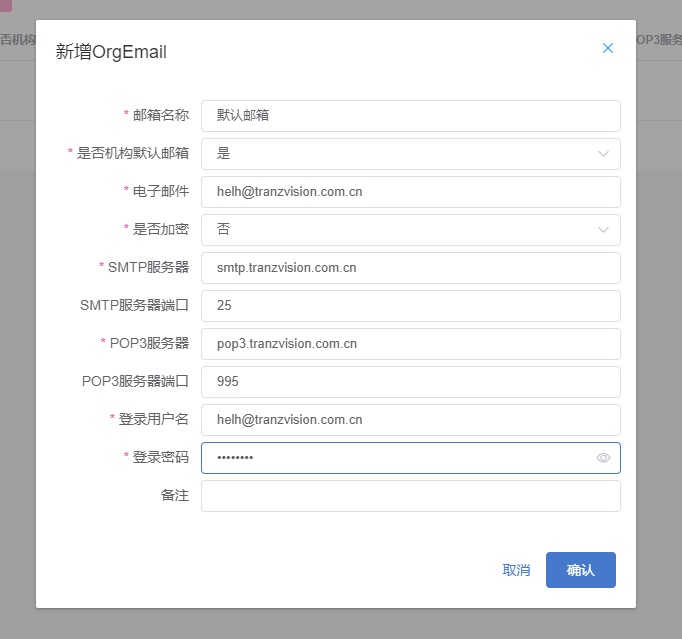 否机构
OP3服务
新增OrgEmail
* 邮箱名称 默认邮箱
* 是否机构默认邮箱 是
* 电子邮件 helh@tranzvision.com.cn
* 是否加密 否
* SMTP服务器 smtp.tranzvision.com.cn
SMTP服务器端口 25
* POP3服务器 pop3.tranzvision.com.cn
POP3服务器端口 995
* 登录用户名 helh@tranzvision.com.cn
* 登录密码 ••••••••
备注
取消 确认